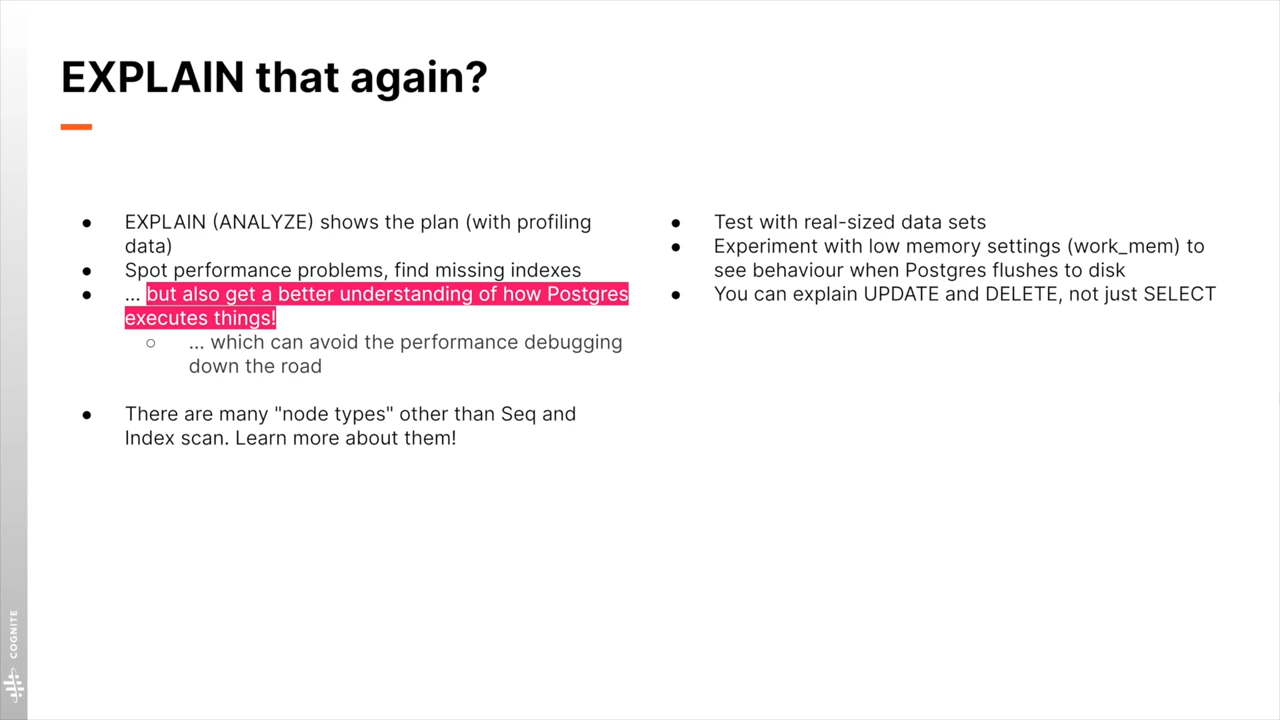 EXPLAIN that again?
● EXPLAIN (ANALYZE) shows the plan (with profiling
data)
● Spot performance problems, find missing indexes
● ... but also get a better understanding of how Postgres
executes things!
○ ... which can avoid the performance debugging
down the road
● There are many "node types" other than Seq and
Index scan. Learn more about them!
● Test with real-sized data sets
● Experiment with low memory settings (work_mem) to
see behaviour when Postgres flushes to disk
● You can explain UPDATE and DELETE, not just SELECT
COGNITE